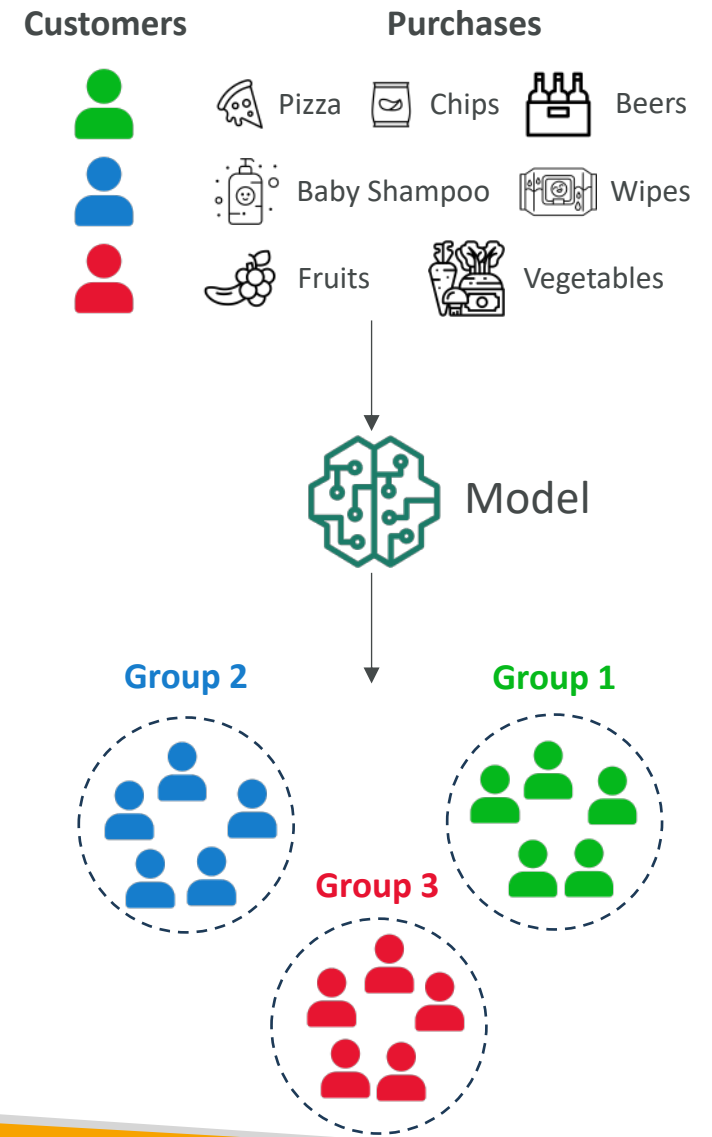 Customers Purchases
Pizza Chips Beers
Baby Shampoo Wipes
Fruits Vegetables
Model
Group 2 Group 1
Group 3